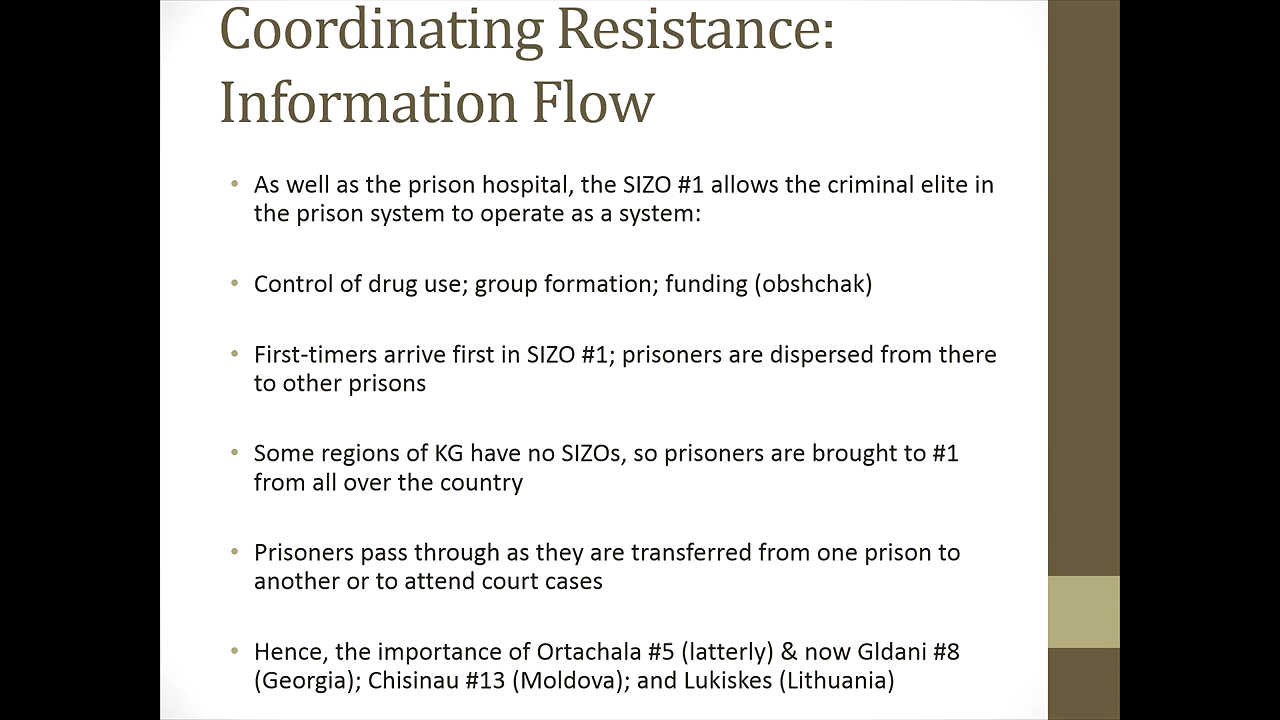 Coordinating Resistance:
Information Flow
• As well as the prison hospital, the SIZO #1 allows the criminal elite in
the prison system to operate as a system:
• Control of drug use; group formation; funding (obshchak)
• First-timers arrive first in SIZO #1; prisoners are dispersed from there
to other prisons
• Some regions of KG have no SIZOs, so prisoners are brought to #1
from all over the country
• Prisoners pass through as they are transferred from one prison to
another or to attend court cases
• Hence, the importance of Ortachala #5 (latterly) & now Gldani #8
(Georgia); Chisinau #13 (Moldova); and Lukiskes (Lithuania)